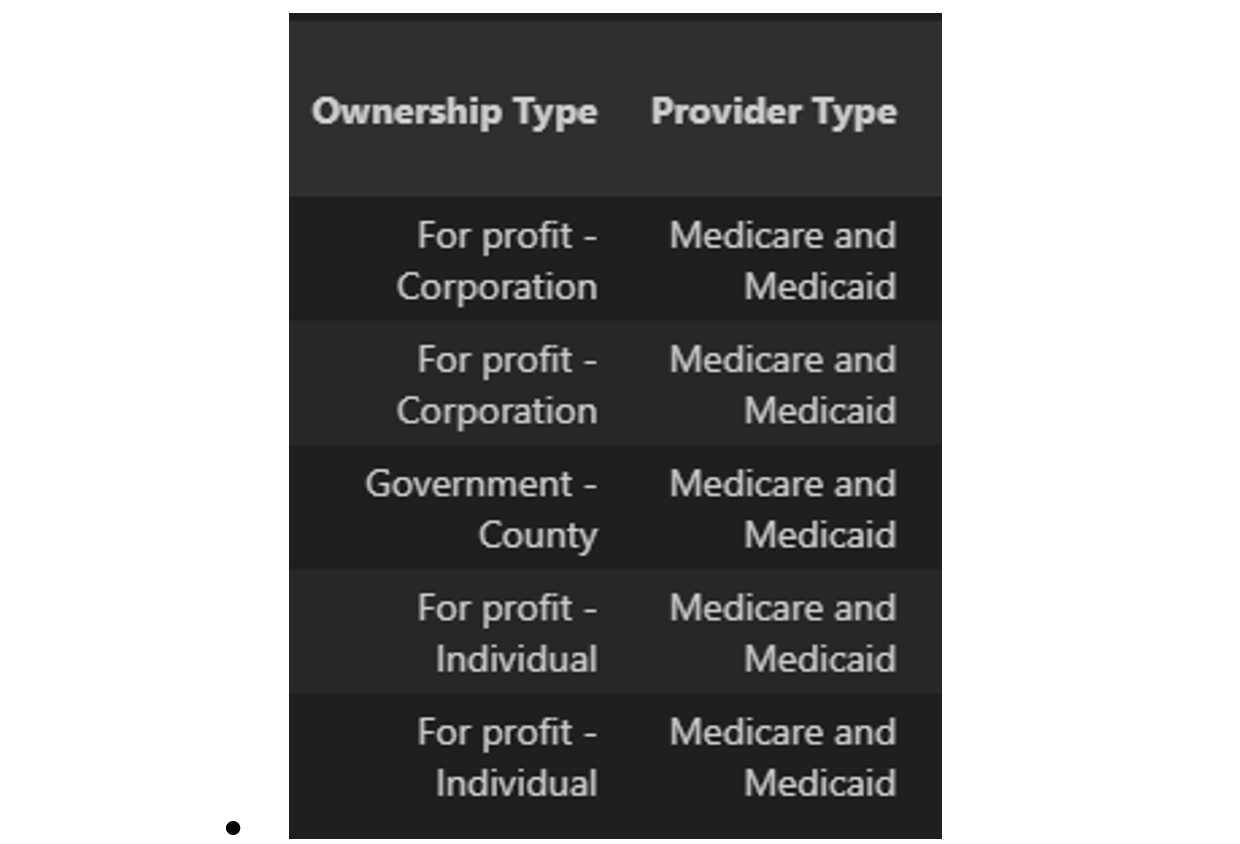 Ownership Type Provider Type
For profit - Medicare and
Corporation Medicaid
For profit - Medicare and
Corporation Medicaid
Government - Medicare and
County Medicaid
For profit - Medicare and
Individual Medicaid
For profit - Medicare and
Individual Medicaid